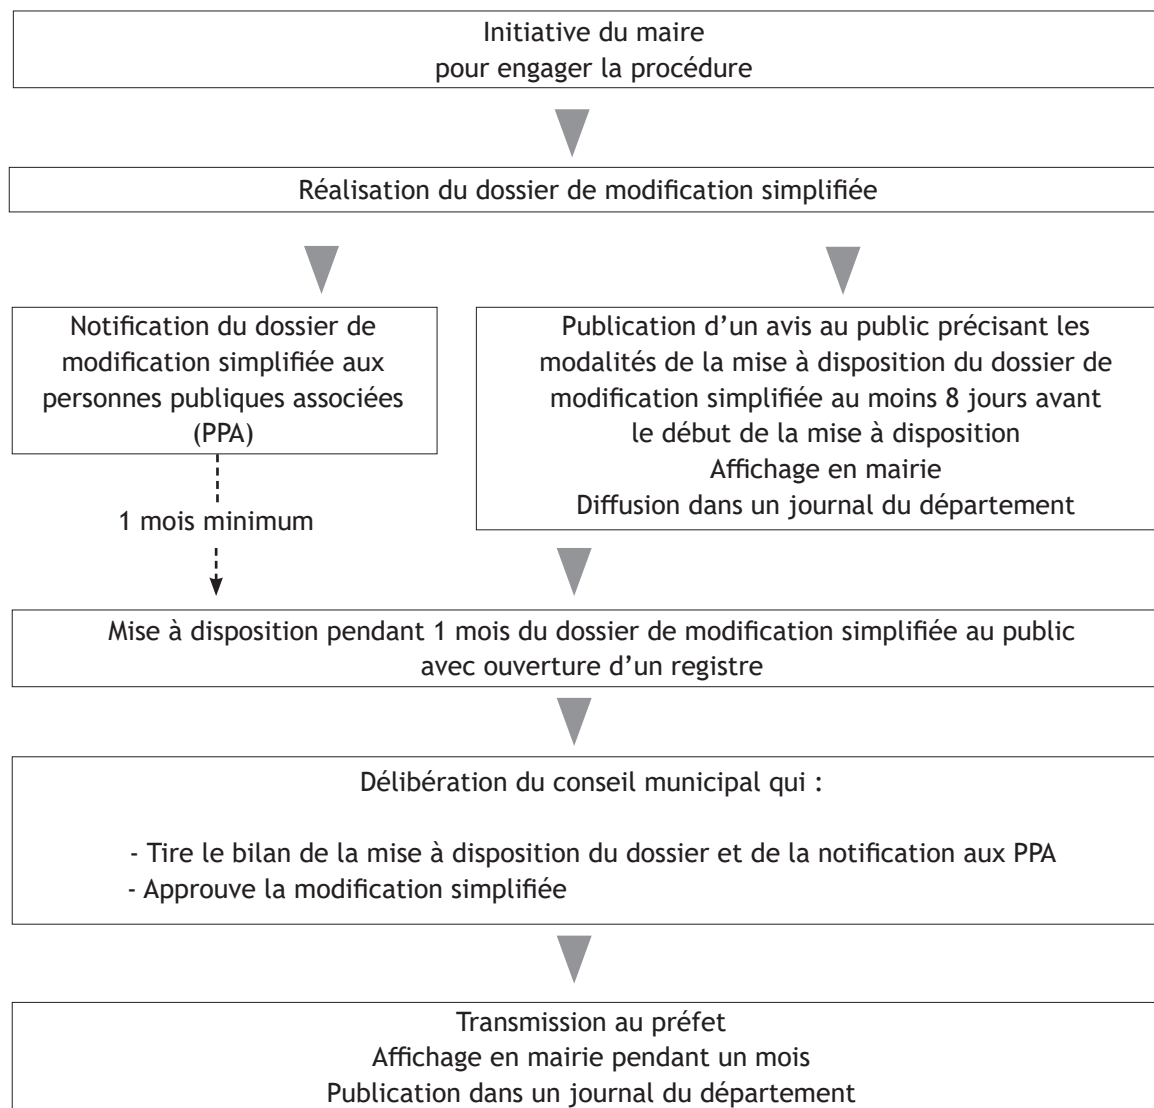 Initiative du maire
pour engager la procédure
Réalisation du dossier de modification simplifiée
Notification du dossier de
modification simplifiée aux
personnes publiques associées
(PPA)
1 mois minimum
Publication d’un avis au public précisant les
modalités de la mise à disposition du dossier de
modification simplifiée au moins 8 jours avant
le début de la mise à disposition
Affichage en mairie
Diffusion dans un journal du département
Mise à disposition pendant 1 mois du dossier de modification simplifiée au public
avec ouverture d’un registre
Délibération du conseil municipal qui :
- Tire le bilan de la mise à disposition du dossier et de la notification aux PPA
- Approuve la modification simplifiée
Transmission au préfet
Affichage en mairie pendant un mois
Publication dans un journal du département